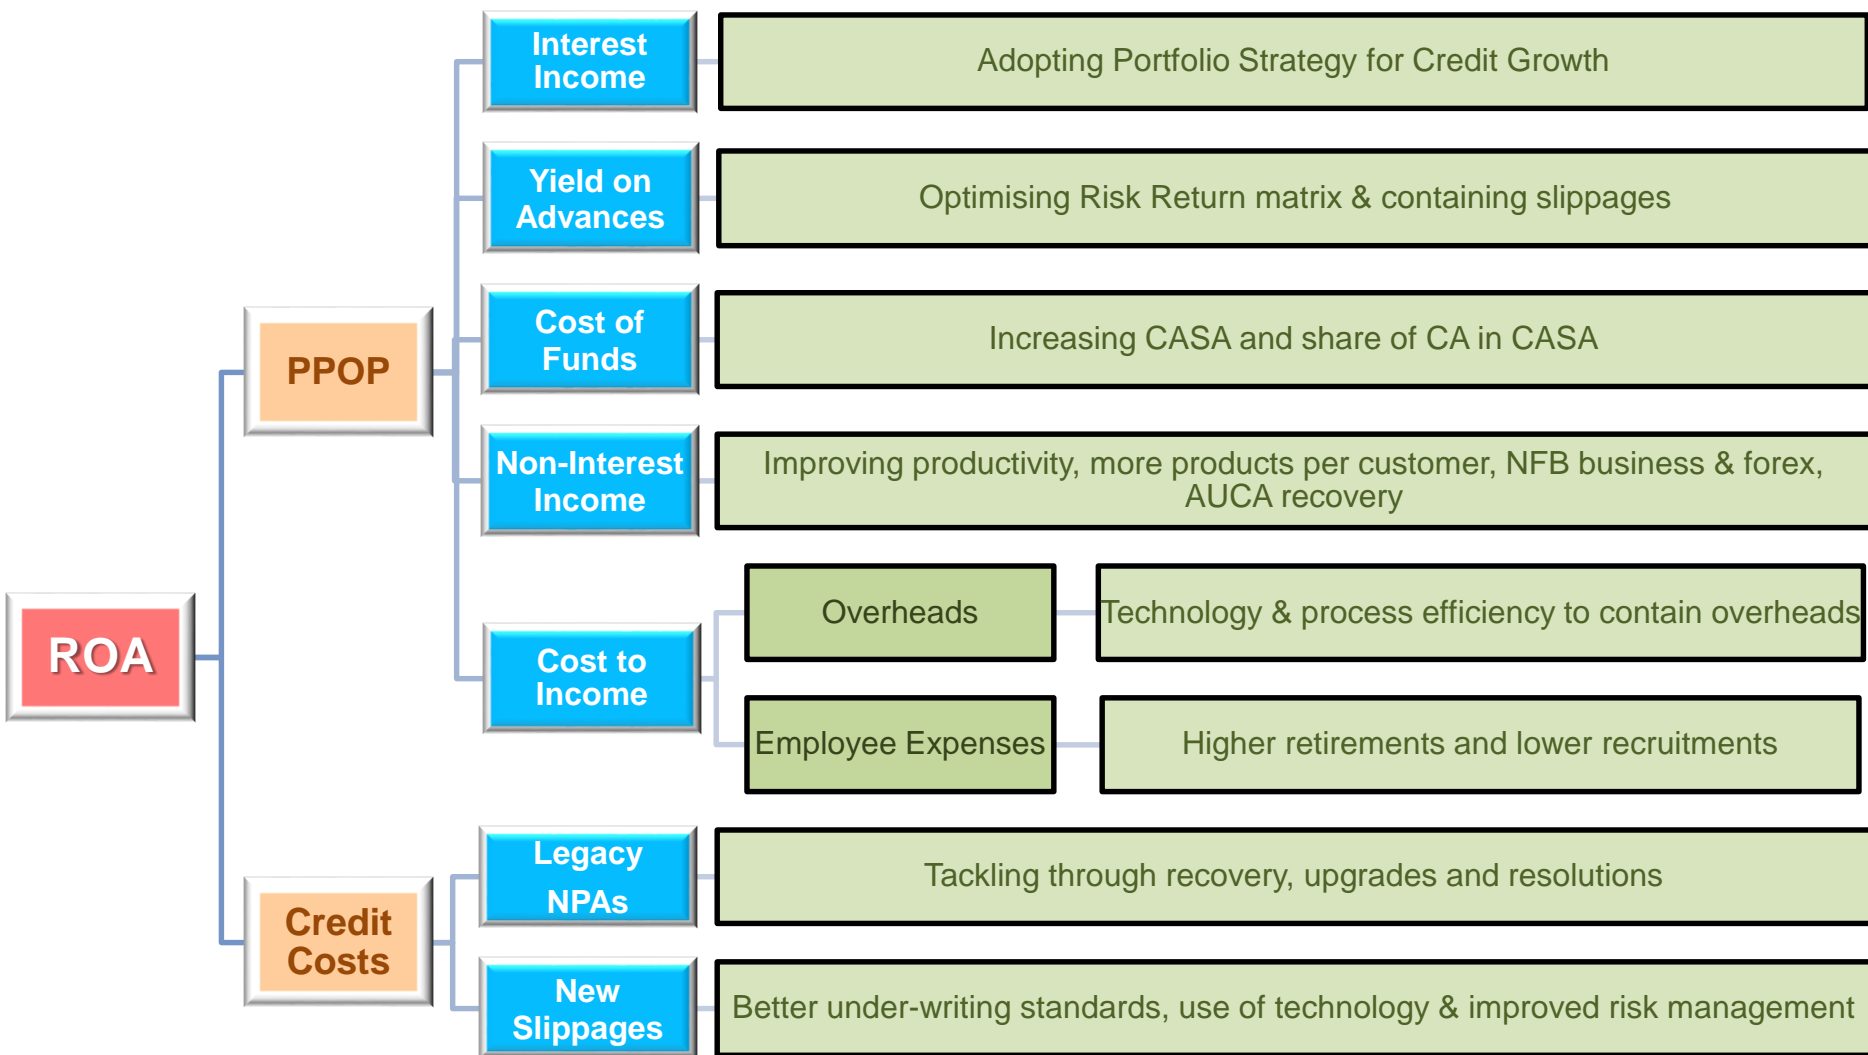 Interest
Income
Adopting Portfolio Strategy for Credit Growth
Yield on
Advances
Optimising Risk Return matrix & containing slippages
PPOP
Cost of
Funds
Increasing CASA and share of CA in CASA
Non-Interest
Income
Improving productivity, more products per customer, NFB business & forex,
AUCA recovery
ROA
Cost to
Income
Overheads
Technology & process efficiency to contain overheads
Employee Expenses
Higher retirements and lower recruitments
Credit
Costs
Legacy
NPAs
Tackling through recovery, upgrades and resolutions
New
Slippages
Better under-writing standards, use of technology & improved risk management